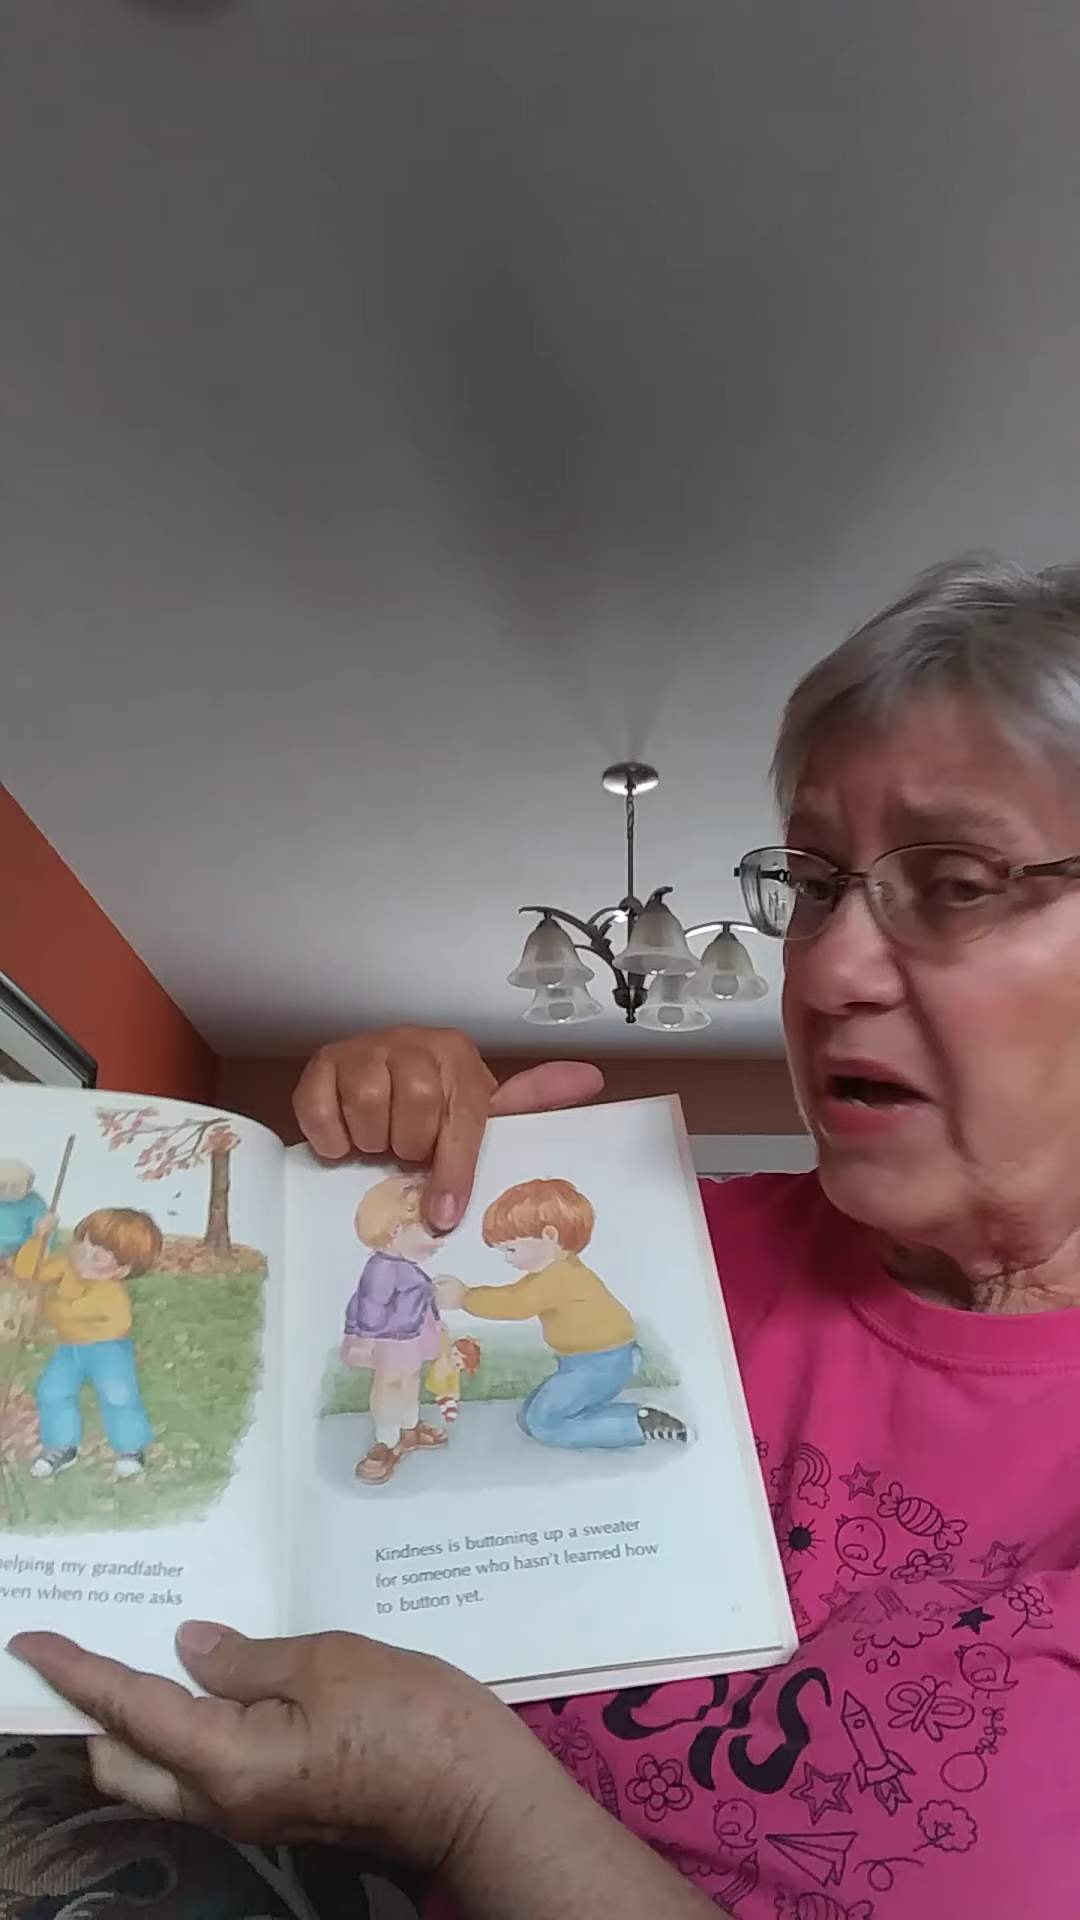 helping my grandfather
even when no one asks
Kindness is buttoning up a sweater
for someone who hasn't learned how
to button yet.